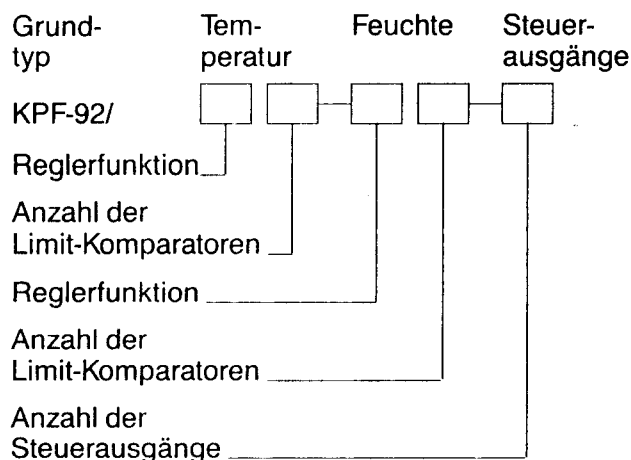 Grund- Tem- Feuchte Steuer-
typ peratur ausgänge
KPF-92/
Reglerfunktion
Anzahl der
Limit-Komparatoren
Reglerfunktion
Anzahl der
Limit-Komparatoren
Anzahl der
Steuerausgänge